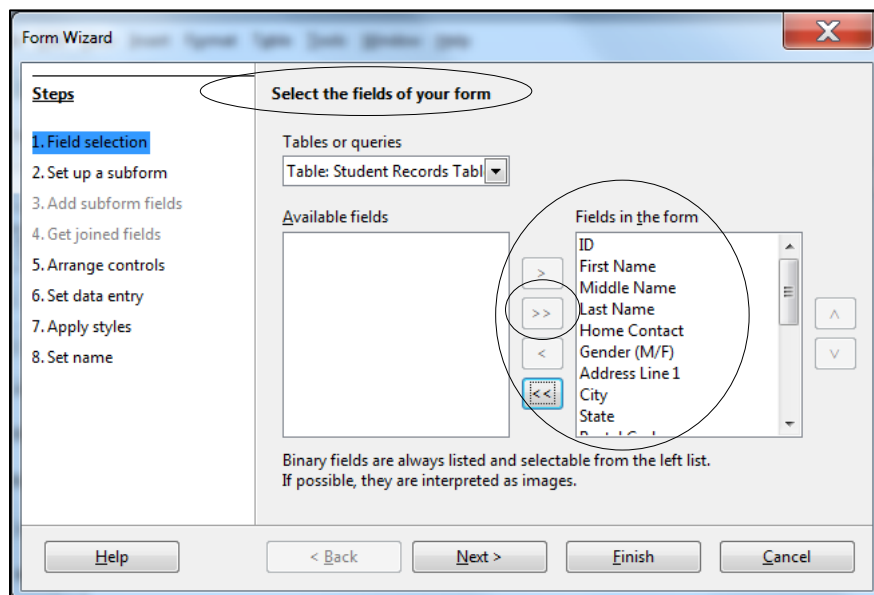 Form Wizard
Steps
Select the fields of your form
1. Field selection
2. Set up a subform
3. Add subform fields
4. Get joined fields
5. Arrange controls
6. Set data entry
7. Apply styles
8. Set name
Tables or queries
Table: Student Records Tabl
Available fields
Fields in the form
ID
First Name
Middle Name
Last Name
Home Contact
Gender (M/F)
Address Line 1
City
State
>
>>
<
<<
Binary fields are always listed and selectable from the left list.
If possible, they are interpreted as images.
Help
< Back
Next >
Finish
Cancel